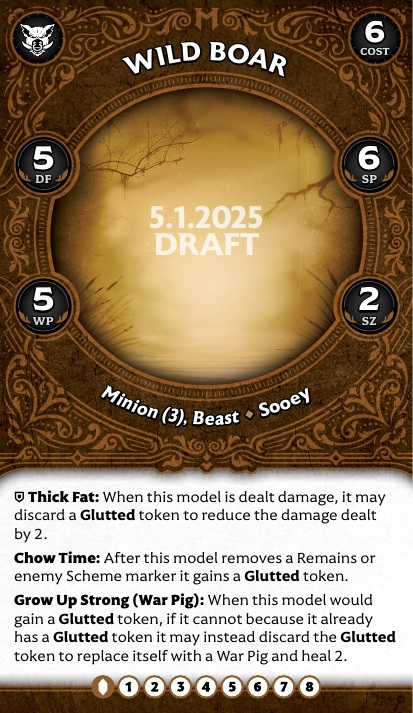 M
WILD BOAR
6
COST
5
DF
6
SP
5.1.2025
DRAFT
5
WP
2
SZ
Minion (3), Beast ⬥ Sooey
Thick Fat: When this model is dealt damage, it may
discard a Glutted token to reduce the damage dealt
by 2.
Chow Time: After this model removes a Remains or
enemy Scheme marker it gains a Glutted token.
Grow Up Strong (War Pig): When this model would
gain a Glutted token, if it cannot because it already
has a Glutted token it may instead discard the Glutted
token to replace itself with a War Pig and heal 2.
1 2 3 4 5 6 7 8